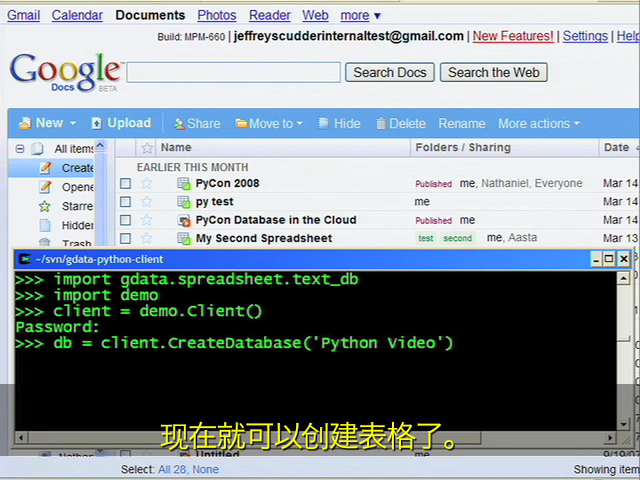 Gmail Calendar Documents Photos Reader Web more ▼
Build: MPM-660 | jeffreyscudderinternaltest@gmail.com | New Features! | Settings | Help
Google™ Docs BETA Search Docs Search the Web
New Upload Share Move to Hide Delete Rename More actions
All items Name Folders / Sharing Date
EARLIER THIS MONTH
PyCon 2008 Published me, Nathaniel, Everyone Mar 14
py test me Mar 14
Starre PyCon Database in the Cloud Published me Mar 14
Hidden My Second Spreadsheet test second me, Aasta Mar 13
Trash
~/svn/gdata-python-client
>>> import gdata.spreadsheet.text_db
>>> import demo
>>> client = demo.Client()
Password:
>>> db = client.CreateDatabase('Python Video')
现在就可以创建表格了。
Untitled me
Select: All 28, None Showing item